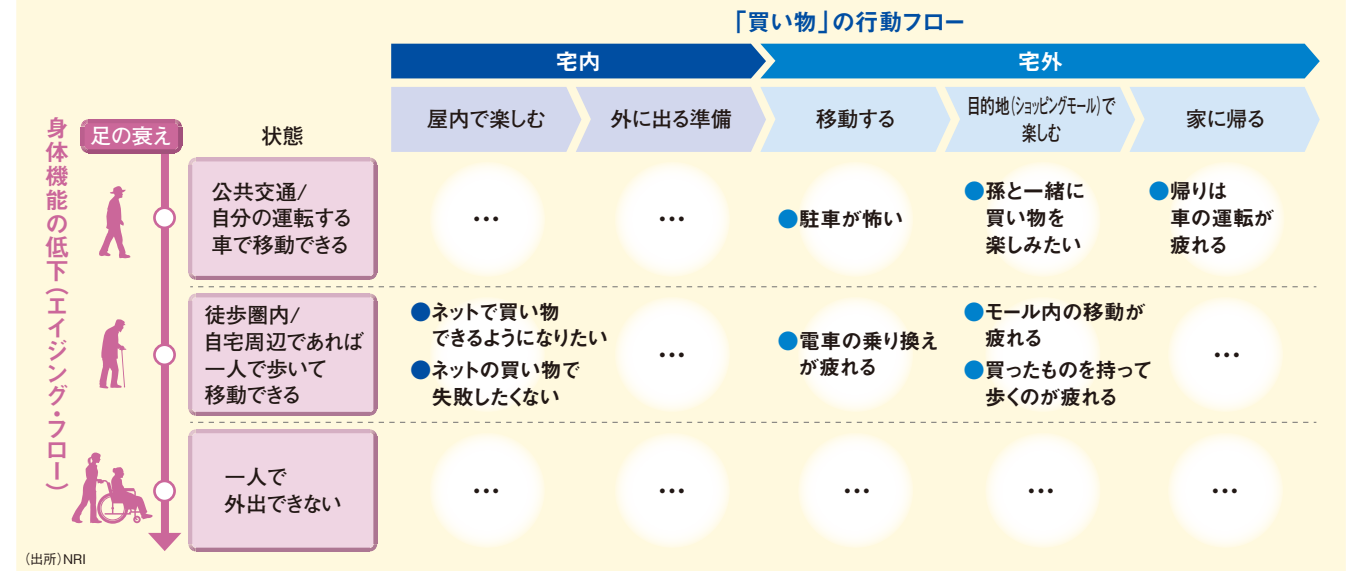 「買い物」の行動フロー
宅内
宅外
屋内で楽しむ
外に出る準備
移動する
目的地(ショッピングモール)で
楽しむ
家に帰る
身体機能の低下(エイジング・フロー)
足の衰え
状態
公共交通/
自分の運転する
車で移動できる
…
…
●駐車が怖い
●孫と一緒に
買い物を
楽しみたい
●帰りは
車の運転が
疲れる
徒歩圏内/
自宅周辺であれば
一人で歩いて
移動できる
●ネットで買い物
できるようになりたい
●ネットの買い物で
失敗したくない
…
●電車の乗り換え
が疲れる
●モール内の移動が
疲れる
●買ったものを持って
歩くのが疲れる
…
一人で
外出できない
…
…
…
…
…
(出所)NRI